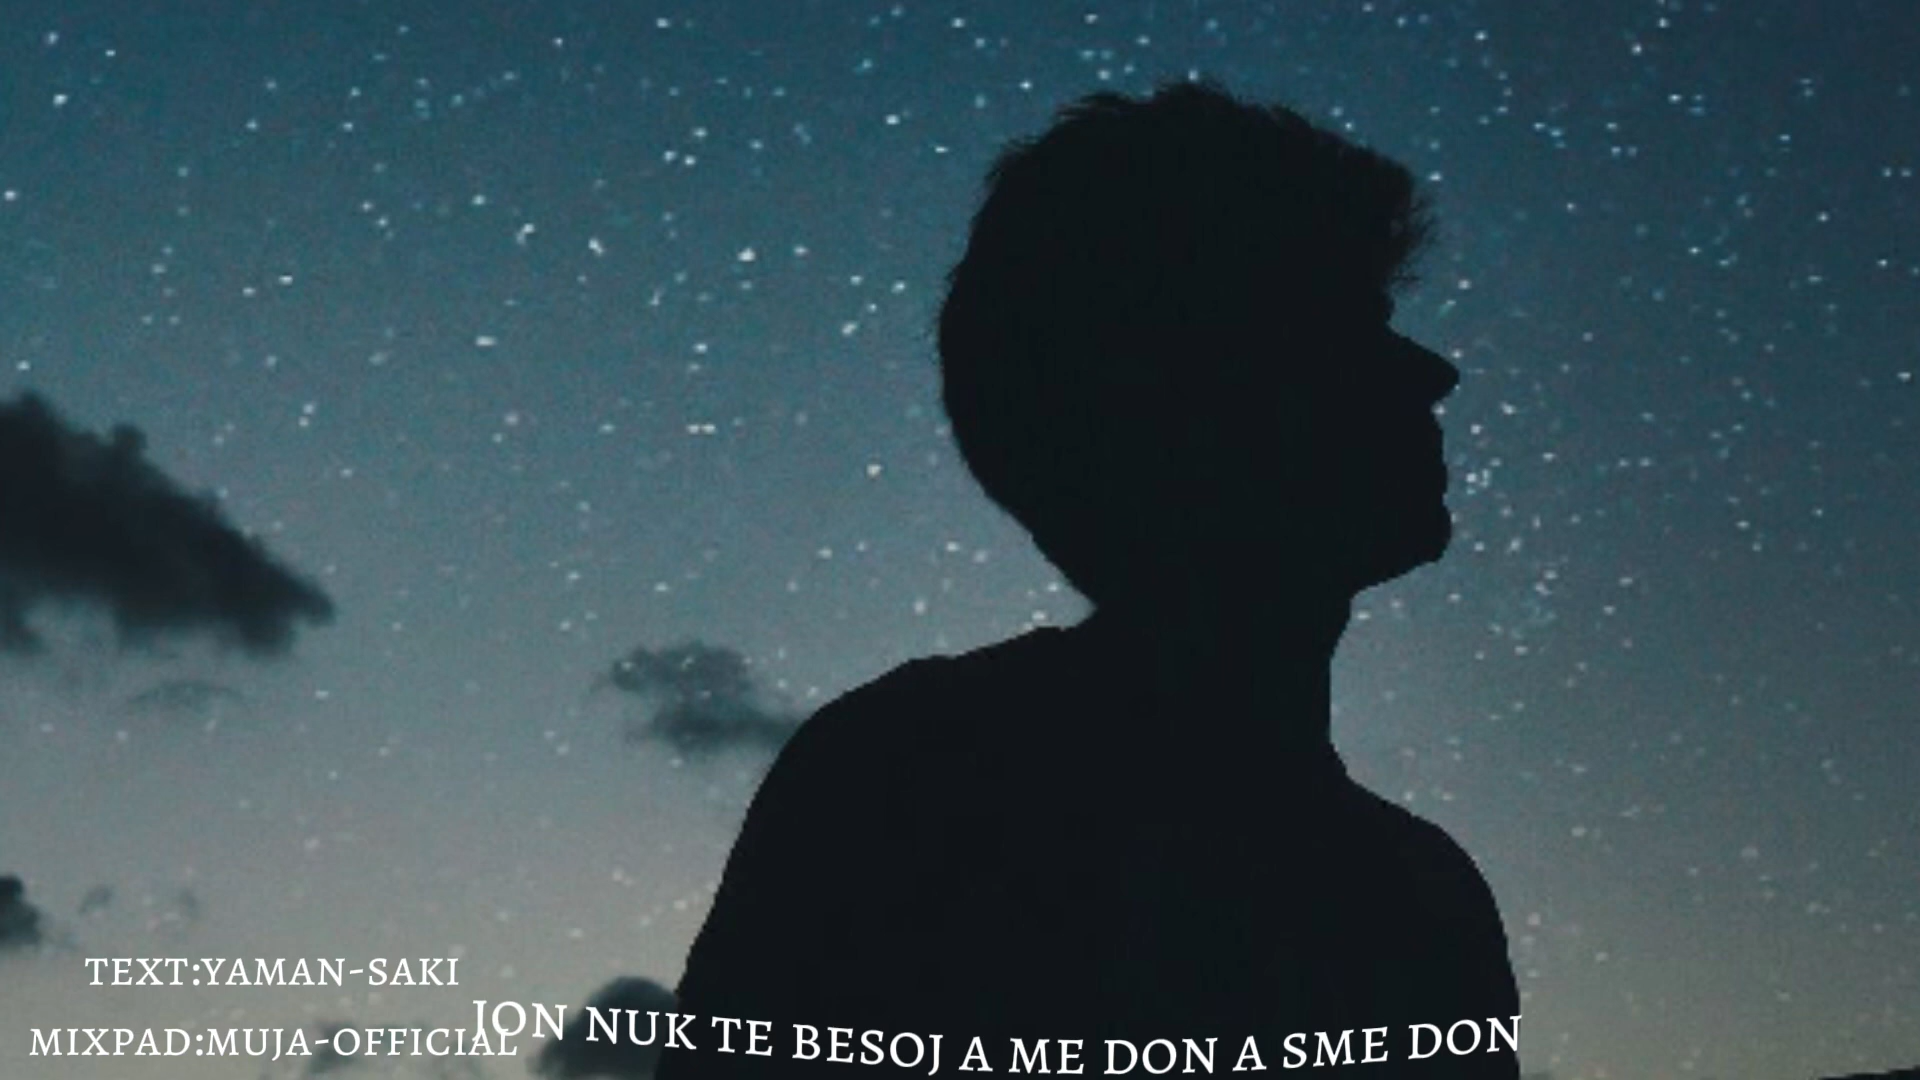 TEXT:YAMAN-SAKI
MIXPAD:MUJA-OFFICIAL
JON NUK TE BESOJ A ME DON A SME DON